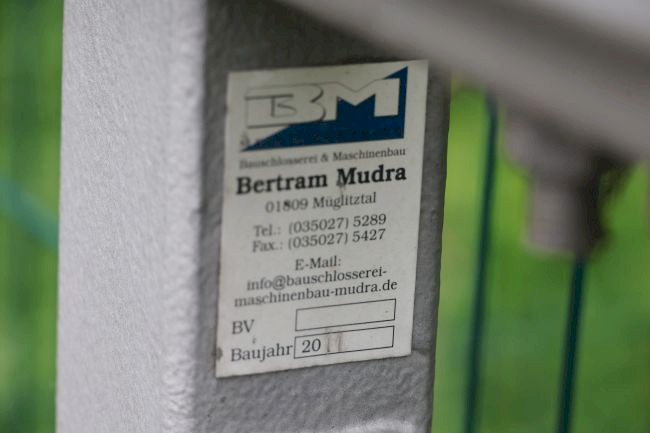 BM
Bauschlosserei & Maschinenbau
Bertram Mudra
01809 Müglitztal
Tel.: (035027) 5289
Fax.: (035027) 5427
E-Mail:
info@bauschlosserei-
maschinenbau-mudra.de
BV
Baujahr 20